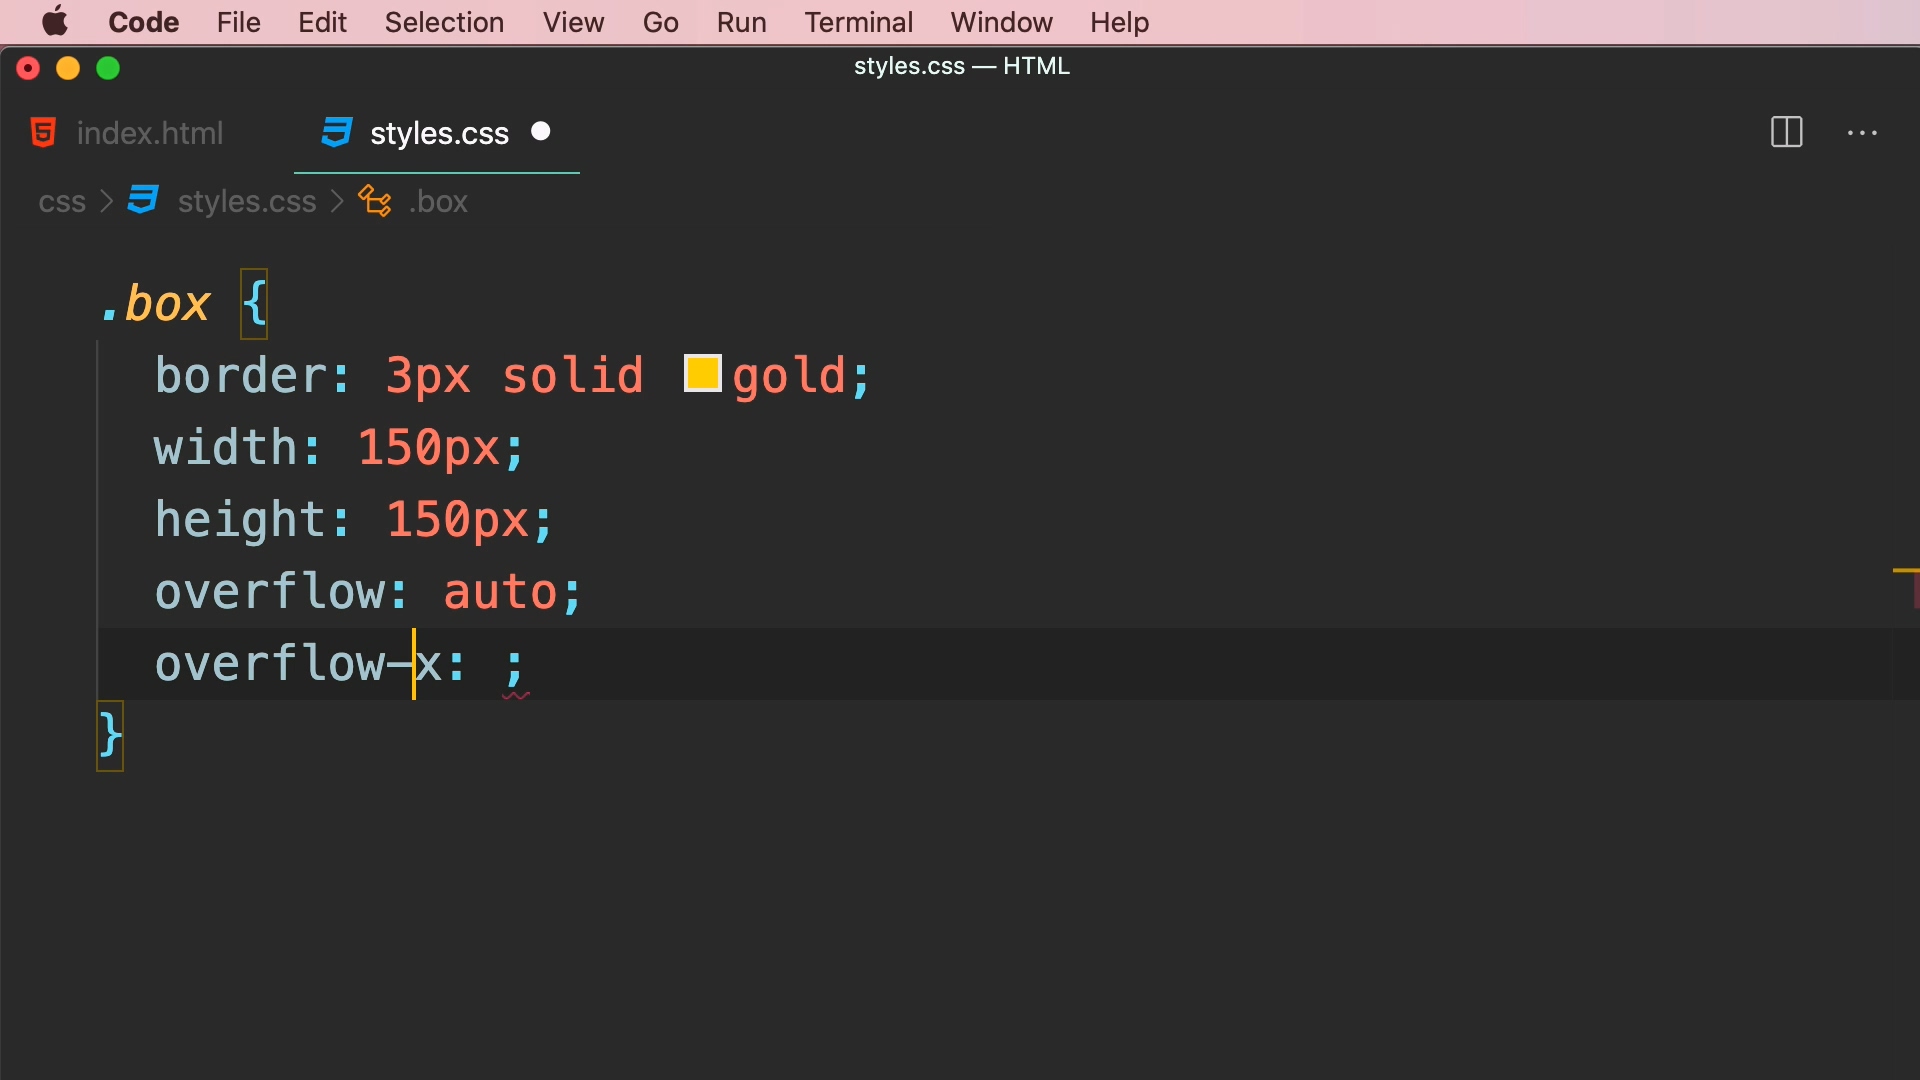 Code File Edit Selection View Go Run Terminal Window Help
styles.css — HTML
index.html styles.css
css > styles.css > .box
.box {
border: 3px solid gold;
width: 150px;
height: 150px;
overflow: auto;
overflow-x: ;
}